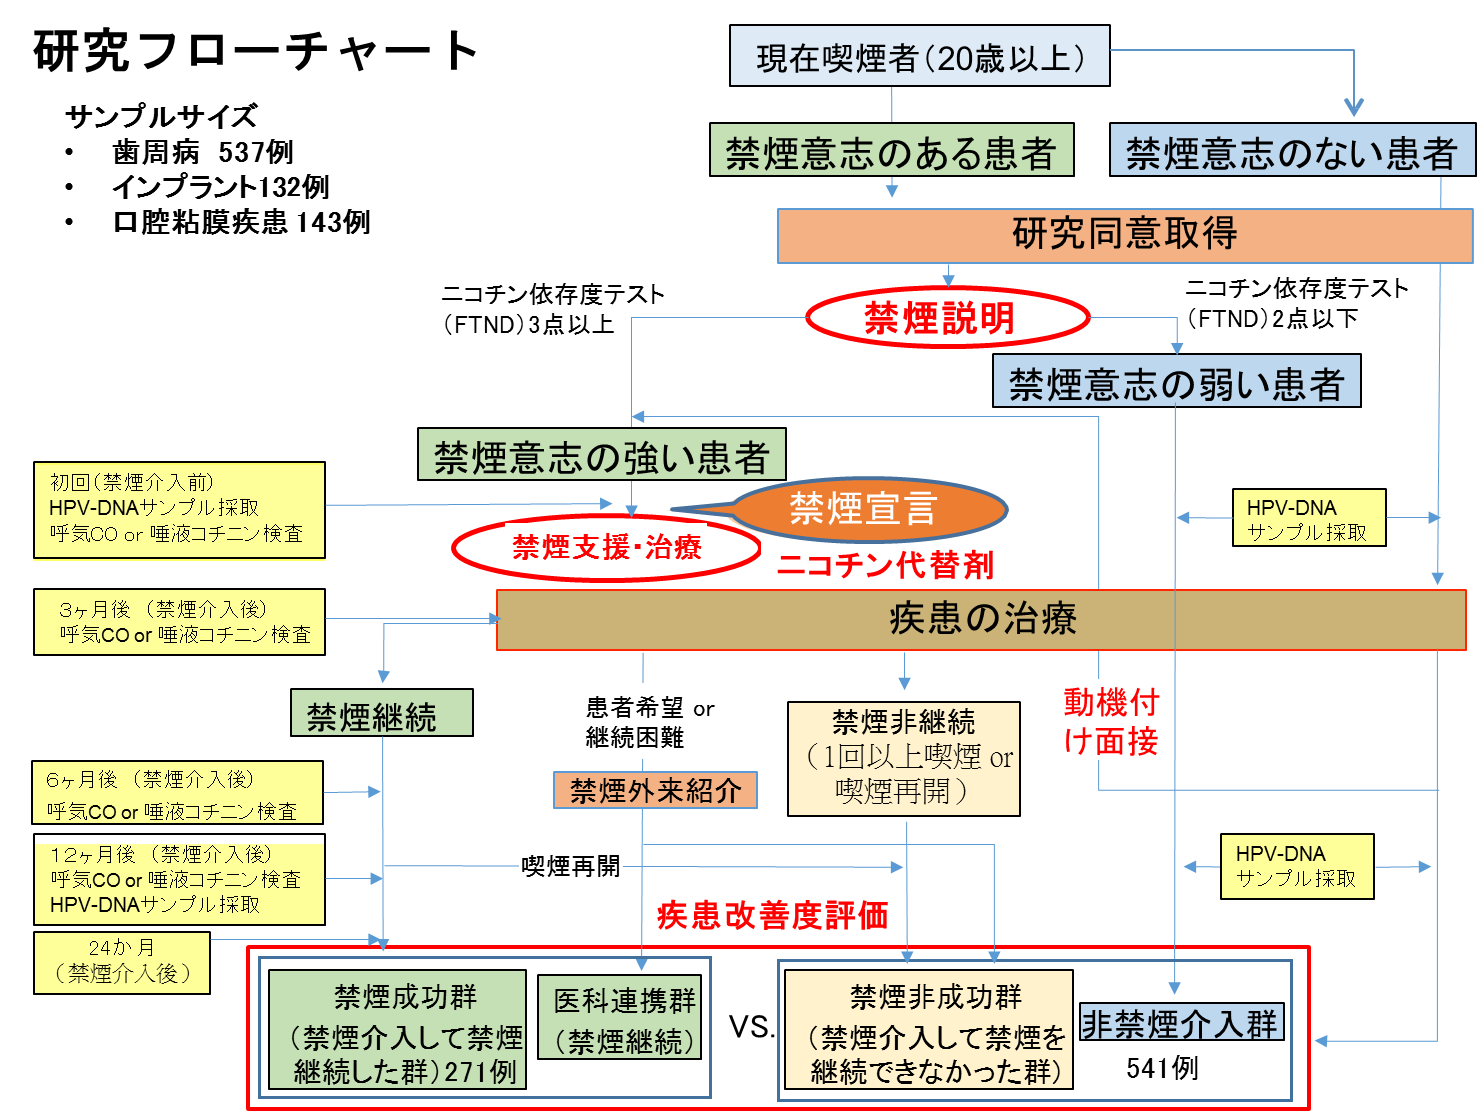 研究フローチャート
サンプルサイズ
• 歯周病 537例
• インプラント132例
• 口腔粘膜疾患 143例
現在喫煙者（20歳以上）
禁煙意志のある患者
禁煙意志のない患者
研究同意取得
ニコチン依存度テスト
（FTND）3点以上
禁煙説明
ニコチン依存度テスト
（FTND）2点以下
禁煙意志の弱い患者
禁煙意志の強い患者
初回（禁煙介入前）
HPV-DNAサンプル採取
呼気CO or 唾液コチニン検査
禁煙宣言
禁煙支援・治療
ニコチン代替剤
HPV-DNA
サンプル採取
3ヶ月後 （禁煙介入後）
呼気CO or 唾液コチニン検査
疾患の治療
禁煙継続
患者希望 or
継続困難
禁煙外来紹介
禁煙非継続
（1回以上喫煙 or
喫煙再開）
動機付
け面接
6ヶ月後 （禁煙介入後）
呼気CO or 唾液コチニン検査
12ヶ月後 （禁煙介入後）
呼気CO or 唾液コチニン検査
HPV-DNAサンプル採取
喫煙再開
HPV-DNA
サンプル採取
疾患改善度評価
24か月
（禁煙介入後）
禁煙成功群
（禁煙介入して禁煙
継続した群）271例
医科連携群
（禁煙継続）
VS.
禁煙非成功群
（禁煙介入して禁煙を
継続できなかった群）
非禁煙介入群
541例